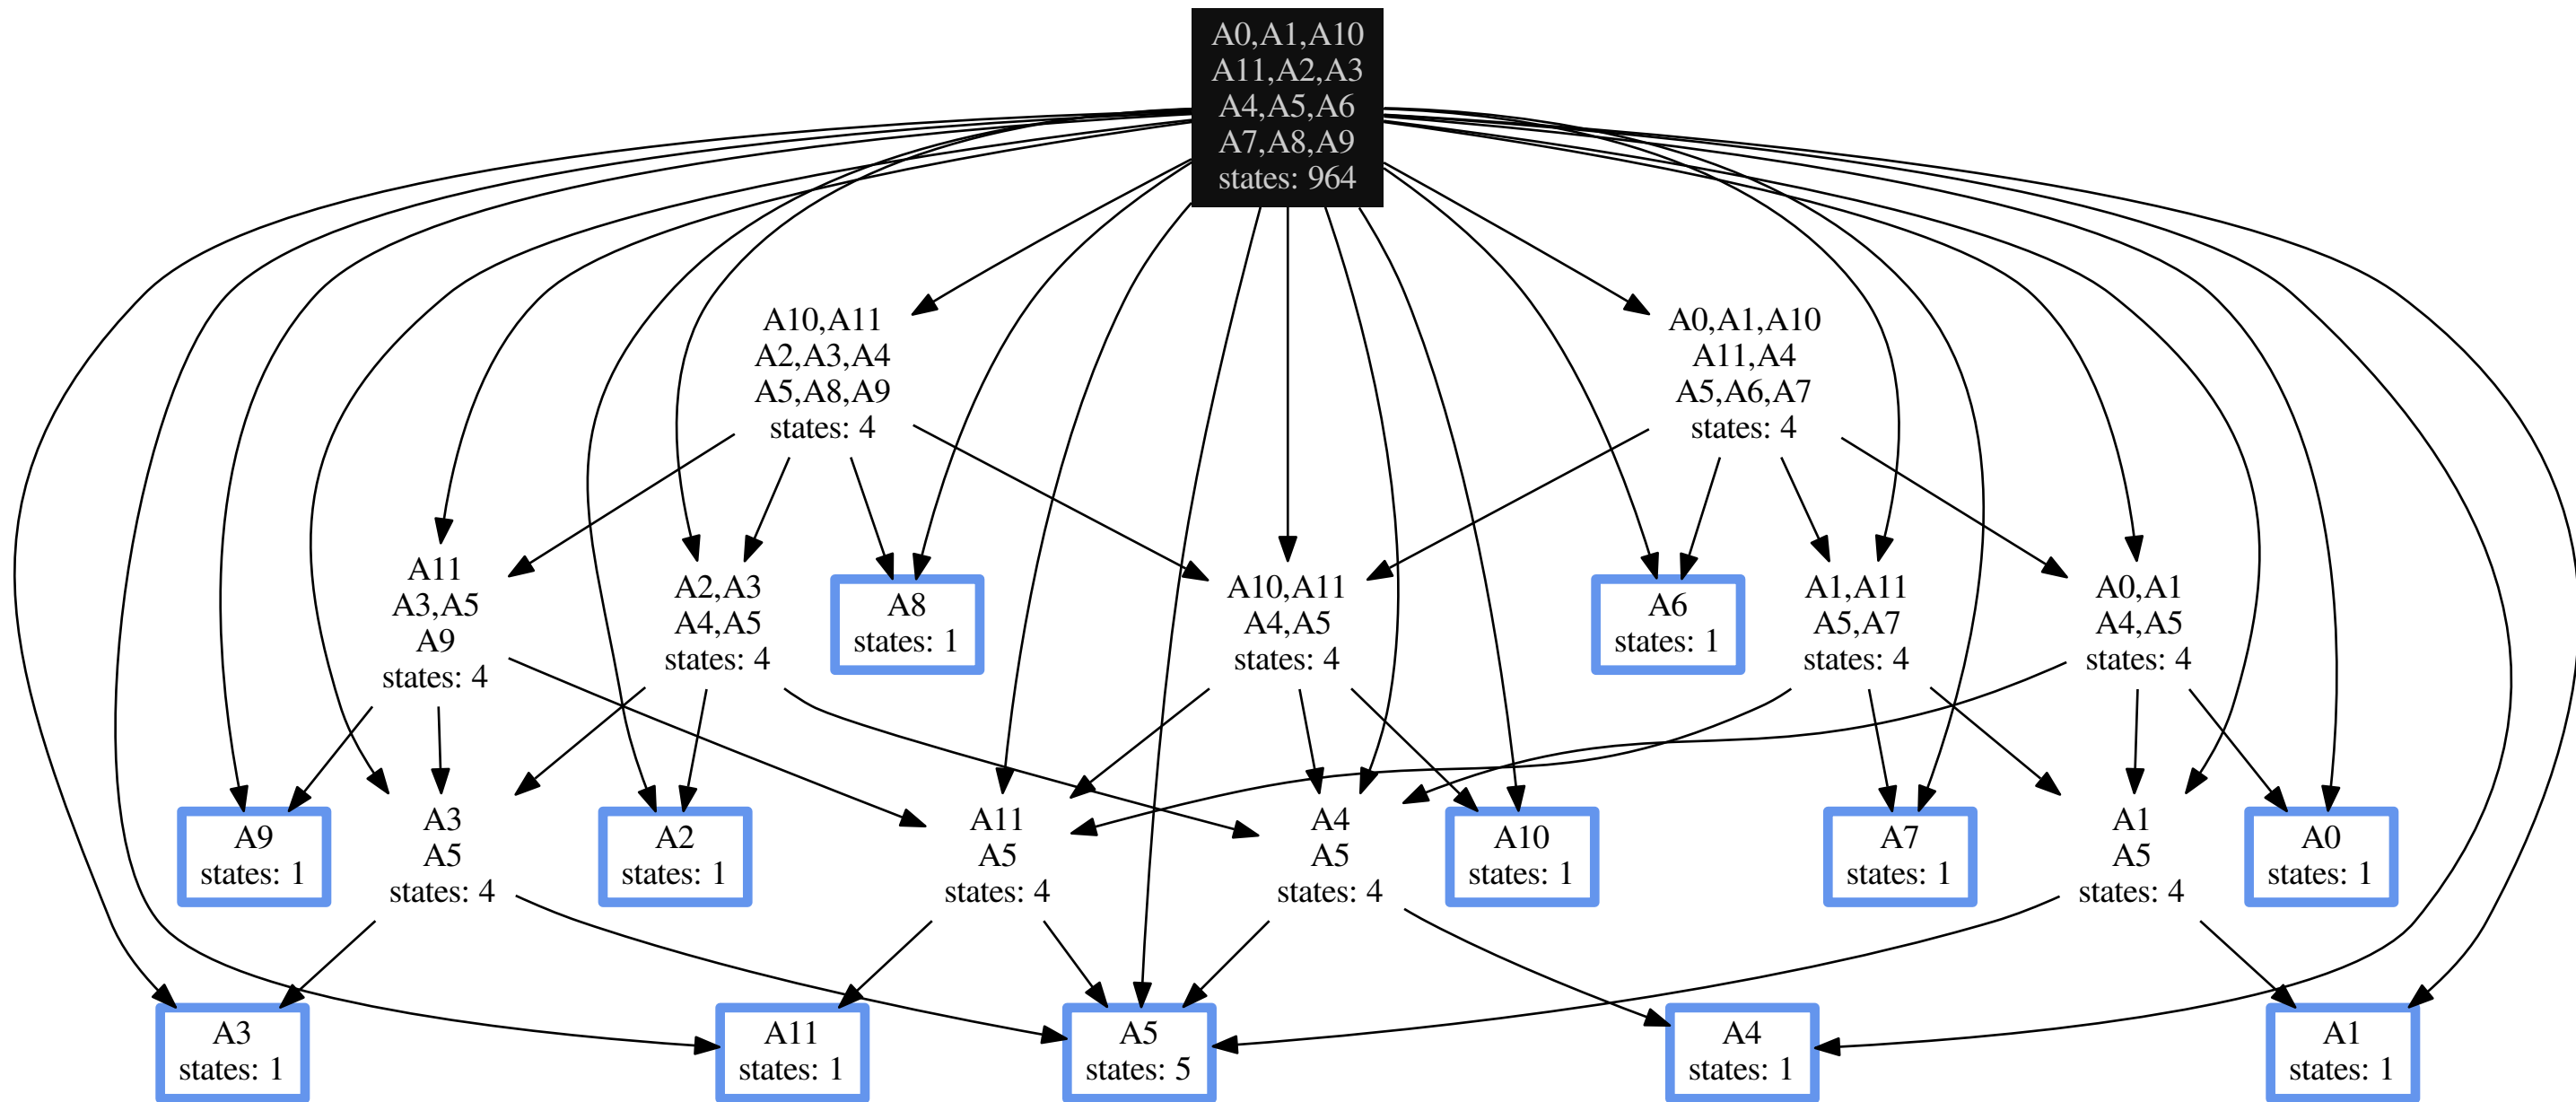 A0,A1,A10
A11,A2,A3
A4,A5,A6
A7,A8,A9
states: 964
A10,A11
A2,A3,A4
A5,A8,A9
states: 4
A0,A1,A10
A11,A4
A5,A6,A7
states: 4
A11
A3,A5
A9
states: 4
A2,A3
A4,A5
states: 4
A8
states: 1
A10,A11
A4,A5
states: 4
A6
states: 1
A1,A11
A5,A7
states: 4
A0,A1
A4,A5
states: 4
A9
states: 1
A3
A5
states: 4
A2
states: 1
A11
A5
states: 4
A4
A5
states: 4
A10
states: 1
A7
states: 1
A1
A5
states: 4
A0
states: 1
A3
states: 1
A11
states: 1
A5
states: 5
A4
states: 1
A1
states: 1